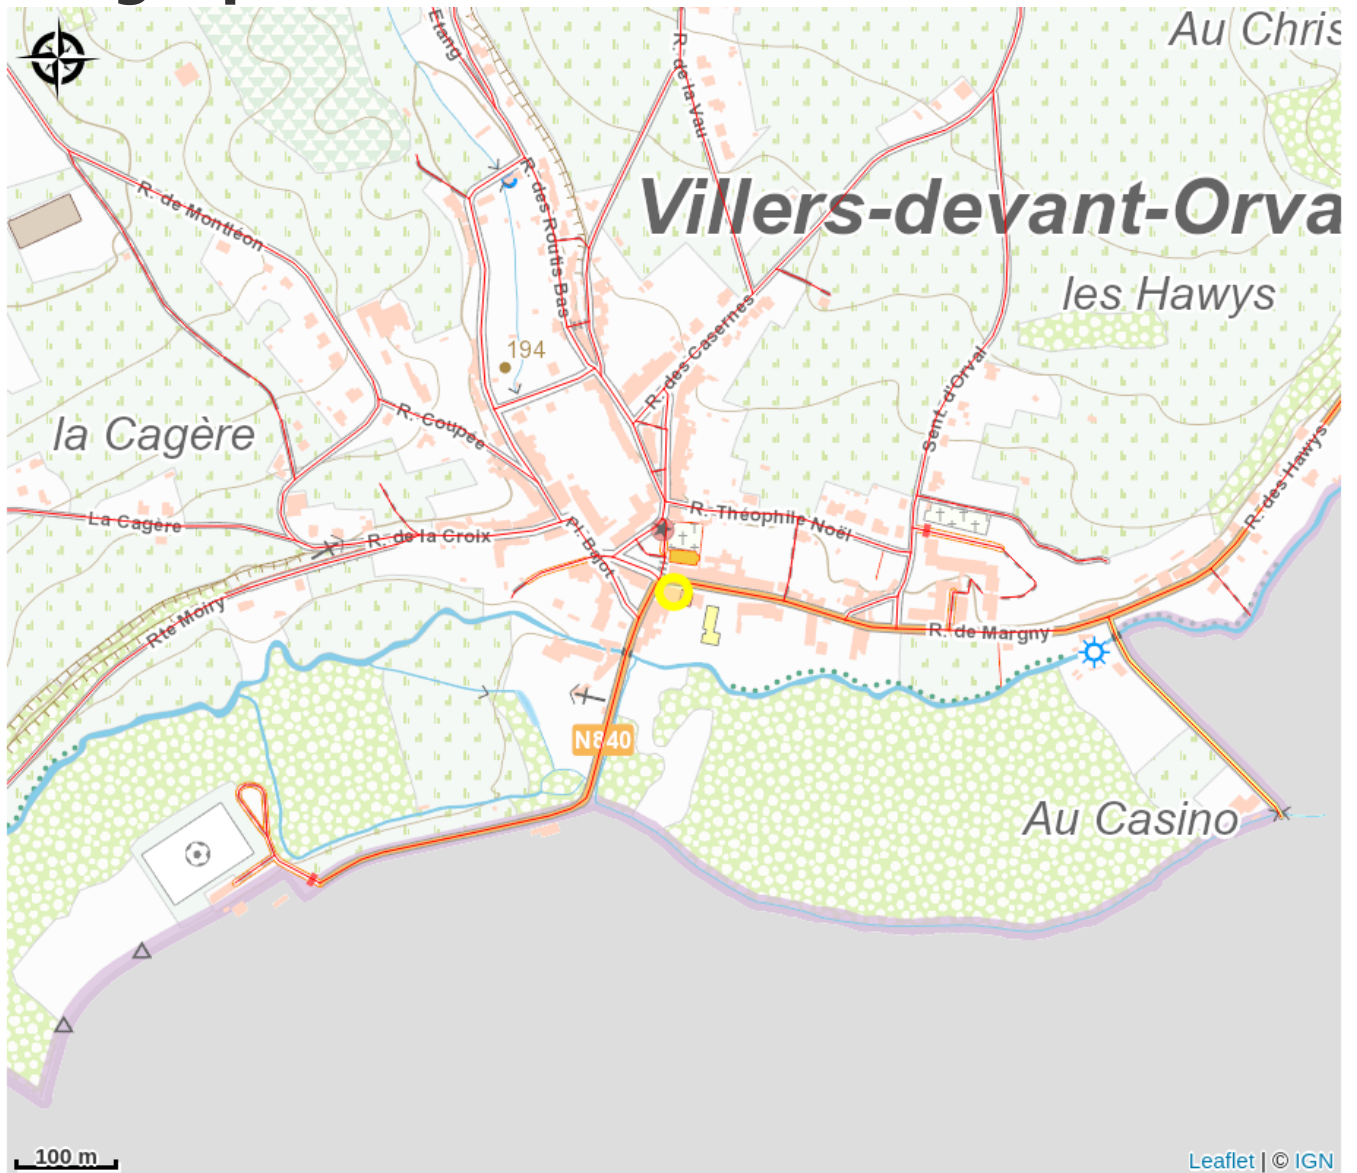 Au Chris
Etang
R. de la Vau
R. de Montléon
R. des Routis Bas
Villers-devant-Orva
les Hawys
194
R. des Casernes
Sent. d'Orval
la Cagère
R. Coupée
R. des Hawys
La Cagère
R. de la Croix
Pl. Bajot
R. Théophile Noël
Rte Moiry
R. de Margny
N840
Au Casino
100 m
Leaflet | © IGN